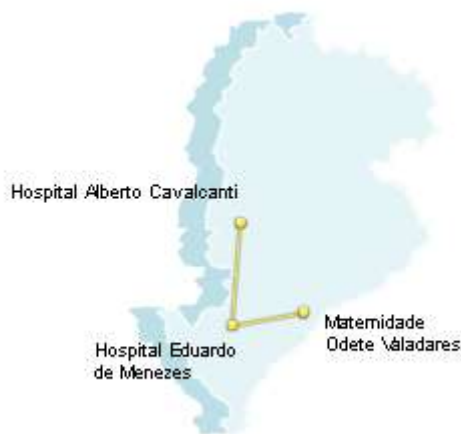 Hospital Alberto Cavalcanti
Hospital Eduardo
de Menezes
Maternidade
Odete Valadares